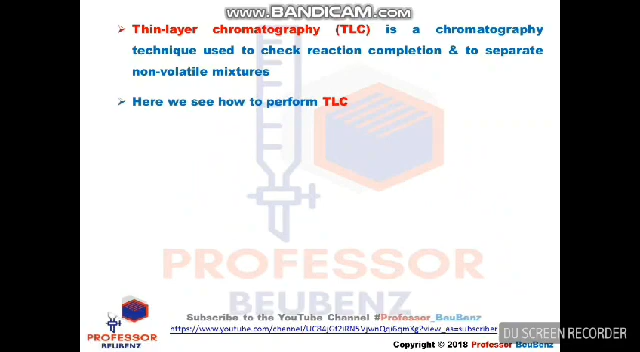 www.BANDICAM.com
➢ Thin-layer chromatography (TLC) is a chromatography
technique used to check reaction completion & to separate
non-volatile mixtures
➢ Here we see how to perform TLC
PROFESSOR
BEUBENZ
PROFESSOR
BEUBENZ
Subscribe to the YouTube Channel #Professor_BeuBenz
DU SCREEN RECORDER
Copyright © 2018 Professor BeuBenz